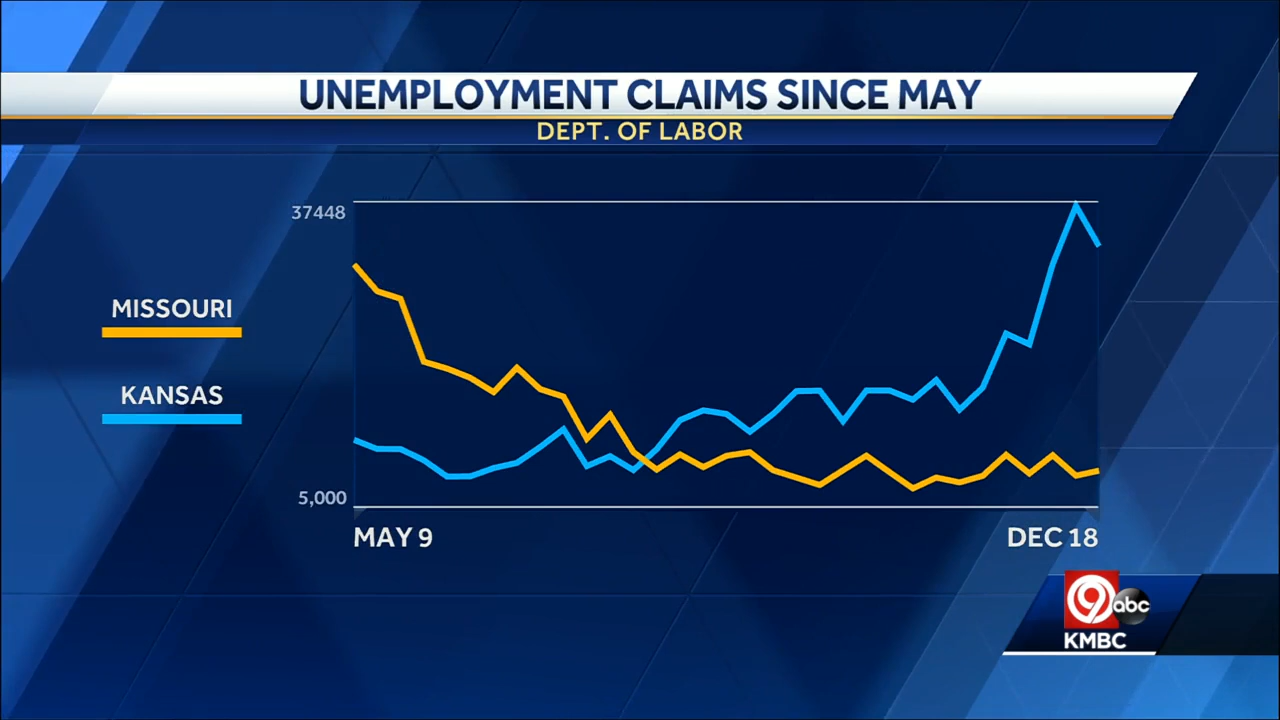 UNEMPLOYMENT CLAIMS SINCE MAY
DEPT. OF LABOR
37448
MISSOURI
KANSAS
5,000
MAY 9
DEC 18
9 abc
KMBC